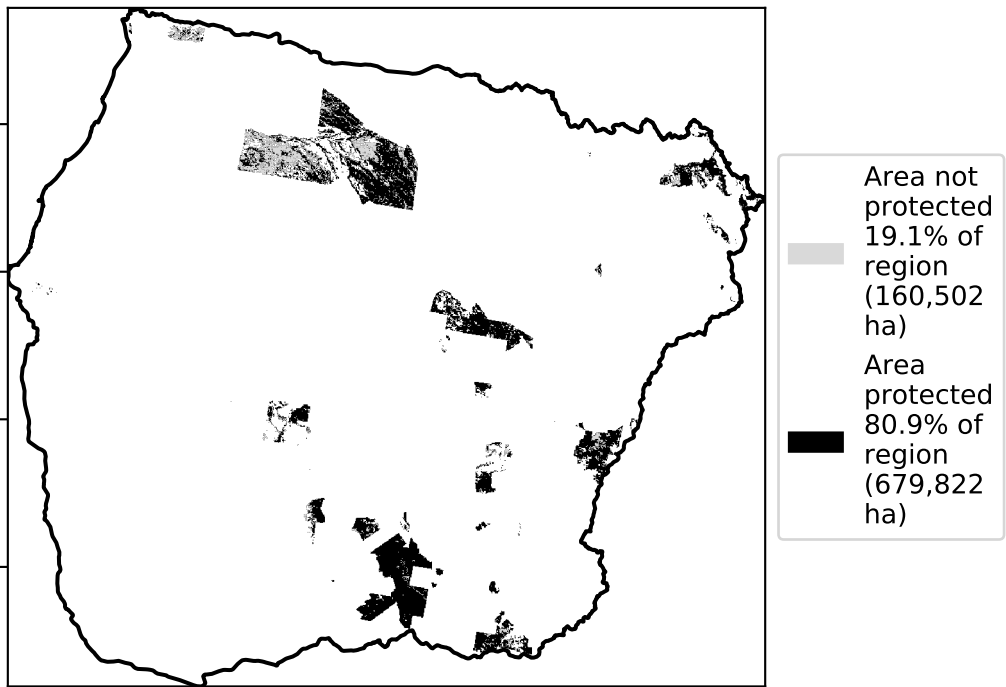 Area not
protected
19.1% of
region
(160,502
ha)
Area
protected
80.9% of
region
(679,822
ha)